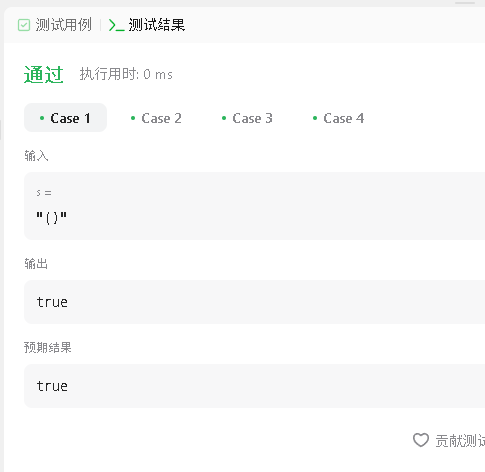 测试用例 测试结果
通过 执行用时: 0 ms
Case 1 Case 2 Case 3 Case 4
输入
s =
"()"
输出
true
预期结果
true
贡献测试